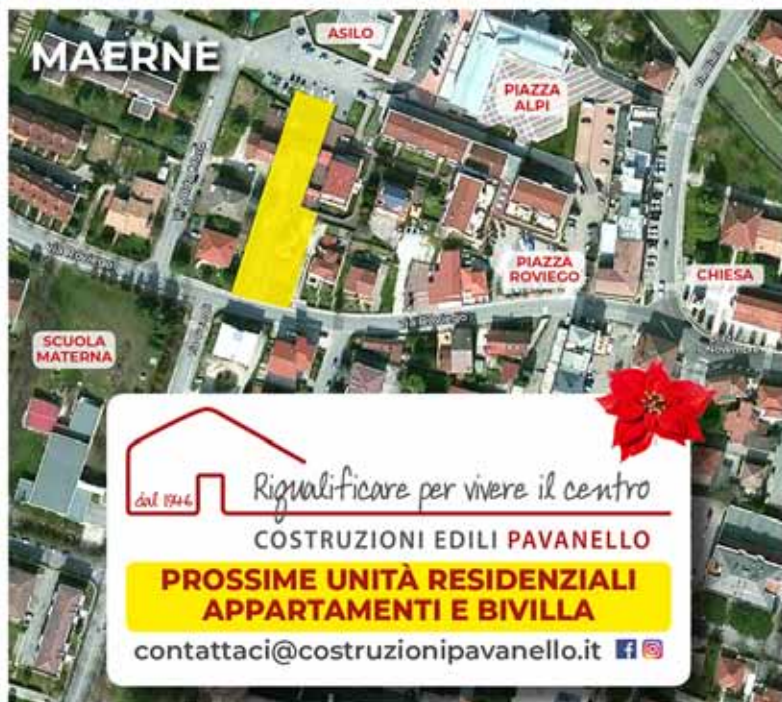 MAERNE
ASILO
PIAZZA
ALPI
PIAZZA
ROVIEGO
CHIESA
SCUOLA
MATERNA
dal 1946
Riqualificare per vivere il centro
COSTRUZIONI EDILI PAVANELLO
PROSSIME UNITÀ RESIDENZIALI
APPARTAMENTI E BIVILLA
contattaci@costruzionipavanello.it